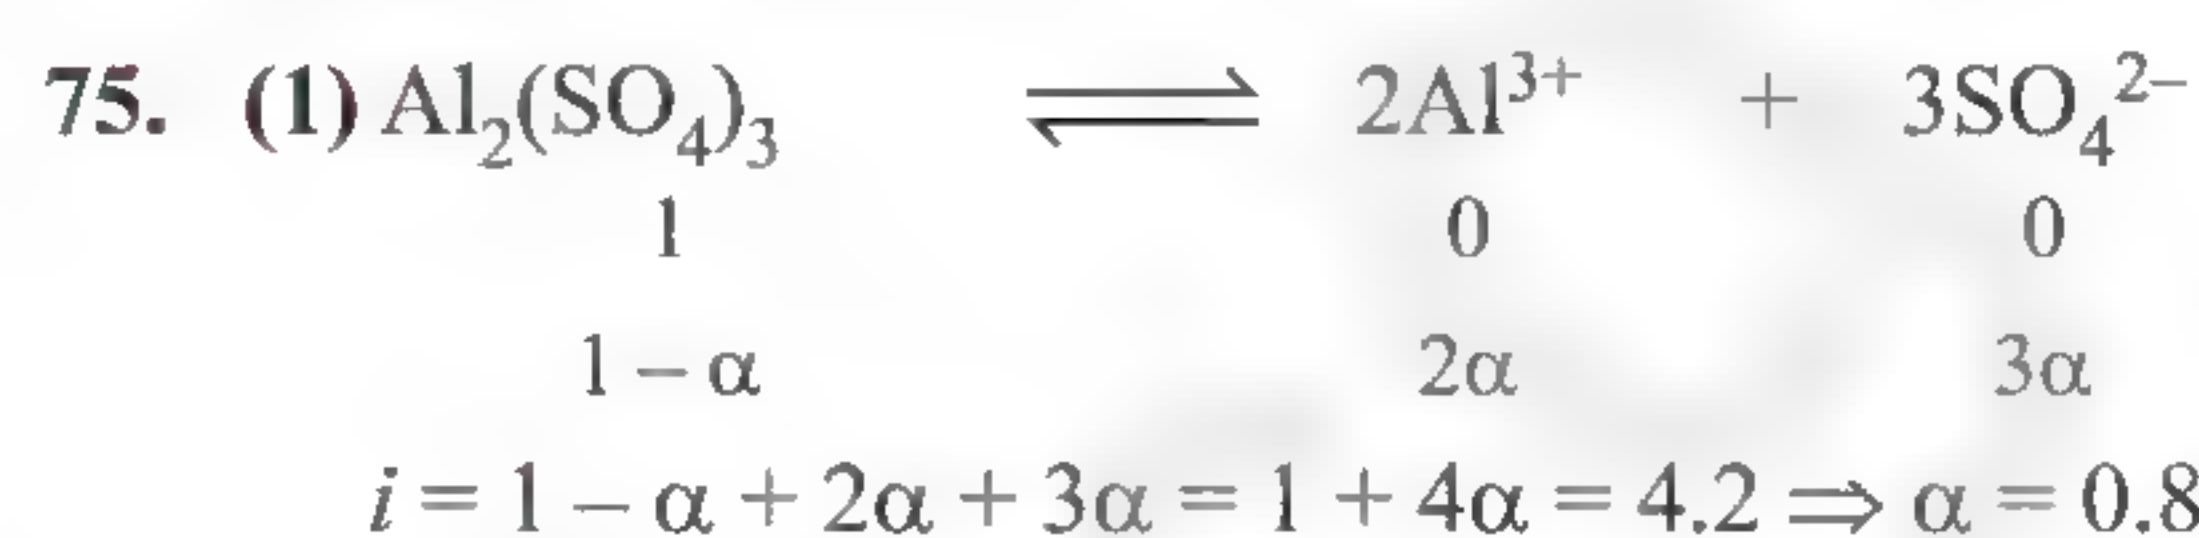 75. (1) Al₂(SO₄)₃ ⇌ 2Al³⁺ + 3SO₄²⁻
1 0 0
1 – α 2α 3α
i = 1 – α + 2α + 3α = 1 + 4α = 4.2 ⇒ α = 0.8